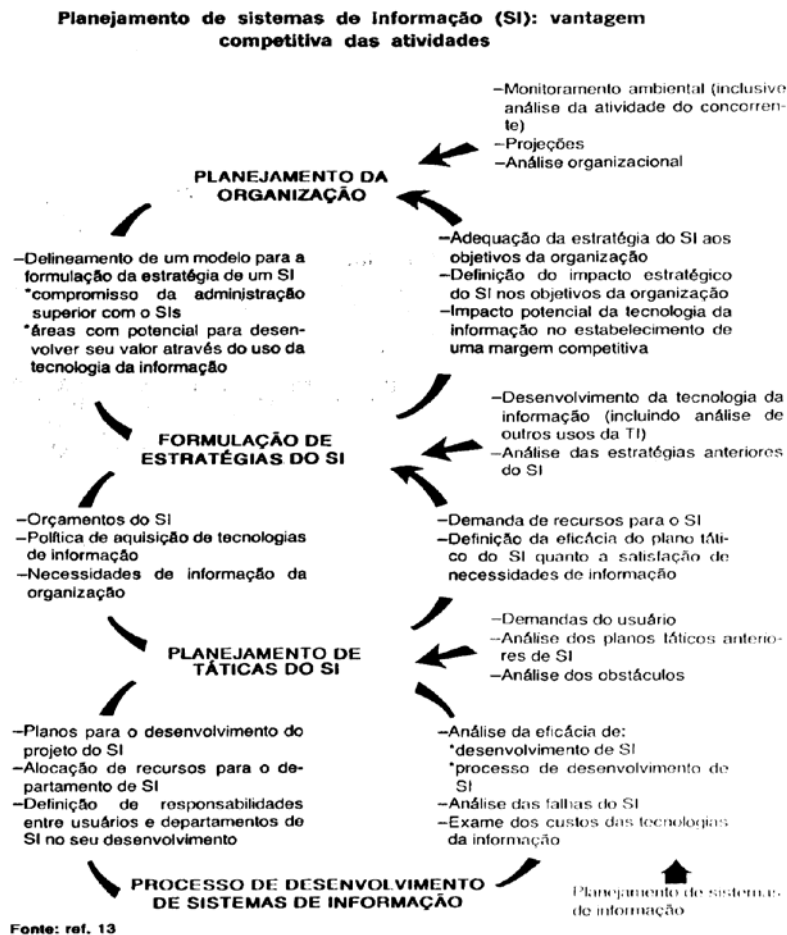 Planejamento de sistemas de informação (SI): vantagem
competitiva das atividades
–Monitoramento ambiental (inclusive
análise da atividade do concorren-
te)
–Projeções
–Análise organizacional
PLANEJAMENTO DA
ORGANIZAÇÃO
–Delineamento de um modelo para a
formulação da estratégia de um SI
*compromisso da administração
superior com o SIs
*áreas com potencial para desen-
volver seu valor através do uso da
tecnologia da informação
–Adequação da estratégia do SI aos
objetivos da organização
–Definição do impacto estratégico
do SI nos objetivos da organização
–Impacto potencial da tecnologia da
informação no estabelecimento de
uma margem competitiva
–Desenvolvimento da tecnologia da
informação (incluindo análise de
outros usos da TI)
–Análise das estratégias anteriores
do SI
FORMULAÇÃO DE
ESTRATÉGIAS DO SI
–Orçamentos do SI
–Política de aquisição de tecnologias
de informação
–Necessidades de informação da
organização
–Demanda de recursos para o SI
–Definição da eficácia do plano táti-
co do SI quanto a satisfação de
necessidades de informação
–Demandas do usuário
–Análise dos planos táticos anterio-
res de SI
–Análise dos obstáculos
PLANEJAMENTO DE
TÁTICAS DO SI
–Planos para o desenvolvimento do
projeto do SI
–Alocação de recursos para o de-
partamento de SI
–Definição de responsabilidades
entre usuários e departamentos de
SI no seu desenvolvimento
–Análise da eficácia de:
*desenvolvimento de SI
*processo de desenvolvimento de
SI
–Análise das falhas do SI
–Exame dos custos das tecnologias
da informação
PROCESSO DE DESENVOLVIMENTO
DE SISTEMAS DE INFORMAÇÃO
Planejamento de sistemas
de informação
Fonte: ref. 13